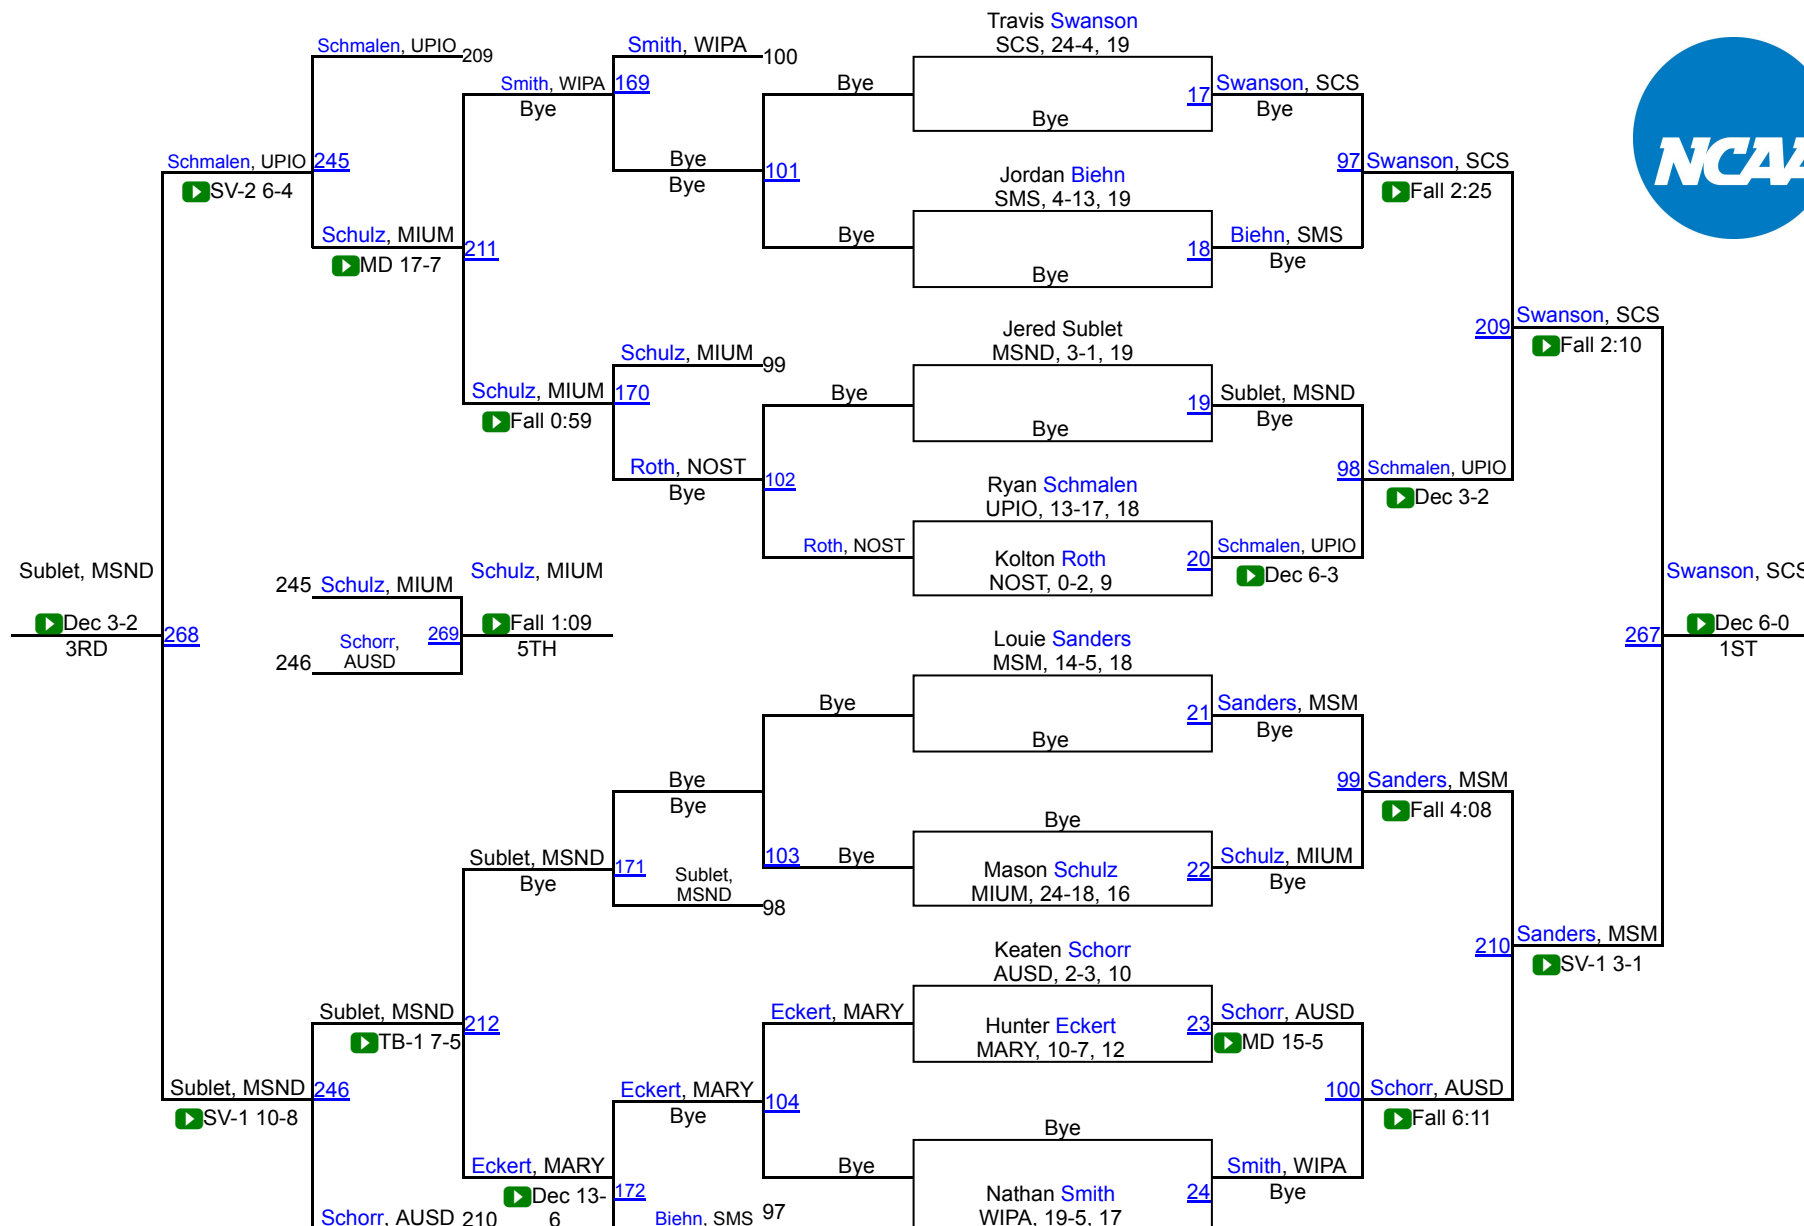 Travis Swanson
SCS, 24-4, 19
Schmalen, UPIO
209
Smith, WIPA
100
Smith, WIPA
Bye
169
Bye
Bye
17
Swanson, SCS
Bye
NCAA
Schmalen, UPIO
SV-2 6-4
245
Bye
Bye
101
Jordan Biehn
SMS, 4-13, 19
97
Swanson, SCS
Fall 2:25
Schulz, MIUM
MD 17-7
211
Bye
Bye
18
Biehn, SMS
Bye
Jered Sublet
MSND, 3-1, 19
209
Swanson, SCS
Fall 2:10
Schulz, MIUM
99
Schulz, MIUM
Fall 0:59
170
Bye
Bye
19
Sublet, MSND
Bye
Roth, NOST
Bye
102
Ryan Schmalen
UPIO, 13-17, 18
98
Schmalen, UPIO
Dec 3-2
Roth, NOST
Kolton Roth
NOST, 0-2, 9
20
Schmalen, UPIO
Dec 6-3
Sublet, MSND
Dec 3-2
3RD
268
245
Schulz, MIUM
Schorr,
AUSD
246
269
Schulz, MIUM
Fall 1:09
5TH
Swanson, SCS
267
Dec 6-0
1ST
Louie Sanders
MSM, 14-5, 18
Bye
Bye
21
Sanders, MSM
Bye
Bye
Bye
99
Sanders, MSM
Fall 4:08
Bye
Sublet, MSND
Bye
171
Sublet,
MSND
98
103
Bye
Mason Schulz
MIUM, 24-18, 16
22
Schulz, MIUM
Bye
210
Sanders, MSM
SV-1 3-1
Keaten Schorr
AUSD, 2-3, 10
Sublet, MSND
TB-1 7-5
212
Eckert, MARY
Hunter Eckert
MARY, 10-7, 12
23
Schorr, AUSD
MD 15-5
Sublet, MSND
SV-1 10-8
246
Eckert, MARY
Bye
104
100
Schorr, AUSD
Fall 6:11
Bye
Eckert, MARY
Dec 13-
6
172
Bye
Nathan Smith
WIPA, 19-5, 17
24
Smith, WIPA
Bye
Schorr, AUSD
210
Biehn, SMS
97